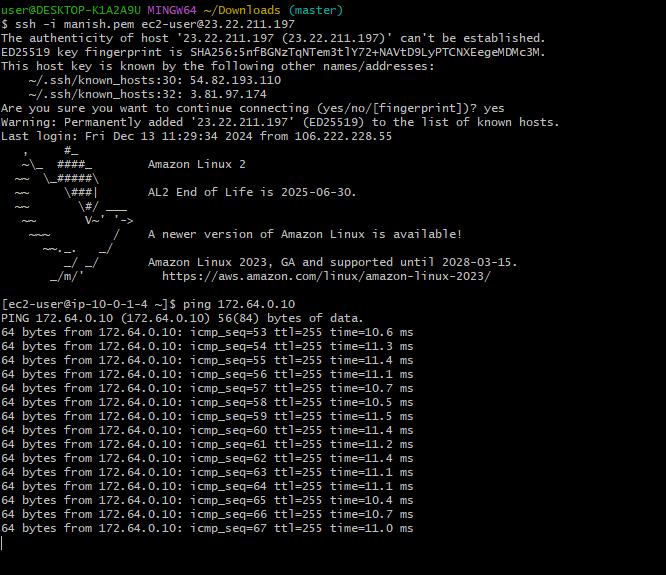 user@DESKTOP-K1A2A9U MINGW64 ~/Downloads (master)
$ ssh -i manish.pem ec2-user@23.22.211.197
The authenticity of host '23.22.211.197 (23.22.211.197)' can't be established.
ED25519 key fingerprint is SHA256:5nfBGNzTqNTem3tlY72+NAVtD9LyPTCNXEegeMDMc3M.
This host key is known by the following other names/addresses:
    ~/.ssh/known_hosts:30: 54.82.193.110
    ~/.ssh/known_hosts:32: 3.81.97.174
Are you sure you want to continue connecting (yes/no/[fingerprint])? yes
Warning: Permanently added '23.22.211.197' (ED25519) to the list of known hosts.
Last login: Fri Dec 13 11:29:34 2024 from 106.222.228.55
   ,     #_
   ~\_  ####_        Amazon Linux 2
  ~~  \_#####\
  ~~     \###|       AL2 End of Life is 2025-06-30.
  ~~       \#/ ___
   ~~       V~' '->
    ~~~         /    A newer version of Amazon Linux is available!
      ~~._.   _/
         _/ _/       Amazon Linux 2023, GA and supported until 2028-03-15.
       _/m/'           https://aws.amazon.com/linux/amazon-linux-2023/
[ec2-user@ip-10-0-1-4 ~]$ ping 172.64.0.10
PING 172.64.0.10 (172.64.0.10) 56(84) bytes of data.
64 bytes from 172.64.0.10: icmp_seq=53 ttl=255 time=10.6 ms
64 bytes from 172.64.0.10: icmp_seq=54 ttl=255 time=11.3 ms
64 bytes from 172.64.0.10: icmp_seq=55 ttl=255 time=11.4 ms
64 bytes from 172.64.0.10: icmp_seq=56 ttl=255 time=11.1 ms
64 bytes from 172.64.0.10: icmp_seq=57 ttl=255 time=10.7 ms
64 bytes from 172.64.0.10: icmp_seq=58 ttl=255 time=10.5 ms
64 bytes from 172.64.0.10: icmp_seq=59 ttl=255 time=11.5 ms
64 bytes from 172.64.0.10: icmp_seq=60 ttl=255 time=11.4 ms
64 bytes from 172.64.0.10: icmp_seq=61 ttl=255 time=11.2 ms
64 bytes from 172.64.0.10: icmp_seq=62 ttl=255 time=11.4 ms
64 bytes from 172.64.0.10: icmp_seq=63 ttl=255 time=11.1 ms
64 bytes from 172.64.0.10: icmp_seq=64 ttl=255 time=11.1 ms
64 bytes from 172.64.0.10: icmp_seq=65 ttl=255 time=10.4 ms
64 bytes from 172.64.0.10: icmp_seq=66 ttl=255 time=10.7 ms
64 bytes from 172.64.0.10: icmp_seq=67 ttl=255 time=11.0 ms